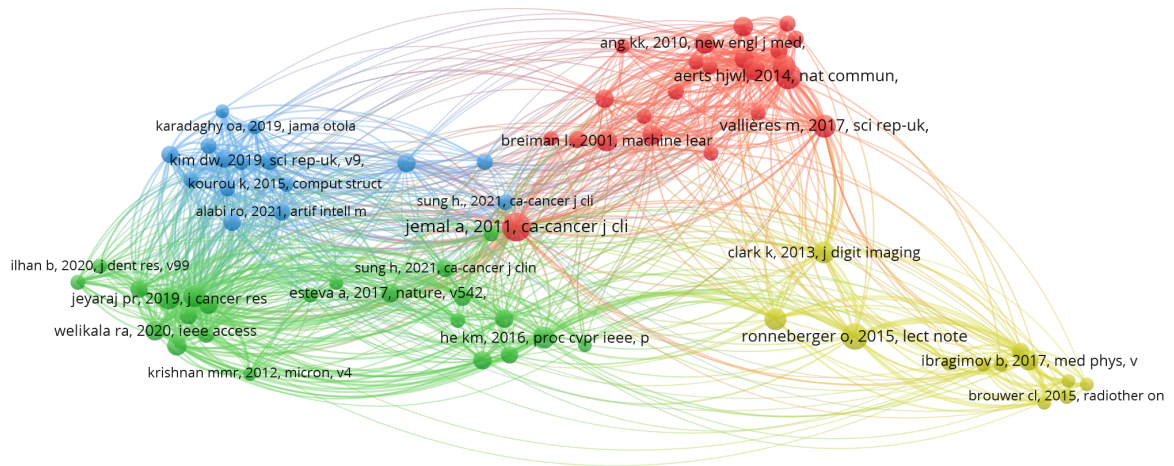 ang kk, 2010, new engl j med,
aerts hjwl, 2014, nat commun,
karadaghy oa, 2019, jama otola
vallières m, 2017, sci rep-uk,
breiman l., 2001, machine lear
kim dw, 2019, sci rep-uk, v9,
kourou k, 2015, comput struct
sung h., 2021, ca-cancer j cli
alabi ro, 2021, artif intell m
jemal a, 2011, ca-cancer j cli
clark k, 2013, j digit imaging
ilhan b, 2020, j dent res, v99
sung h, 2021, ca-cancer j clin
esteva a, 2017, nature, v542,
jeyaraj pr, 2019, j cancer res
welikala ra, 2020, ieee access
he km, 2016, proc cvpr ieee, p
ronneberger o, 2015, lect note
ibragimov b, 2017, med phys, v
krishnan mmr, 2012, micron, v4
brouwer cl, 2015, radiother on